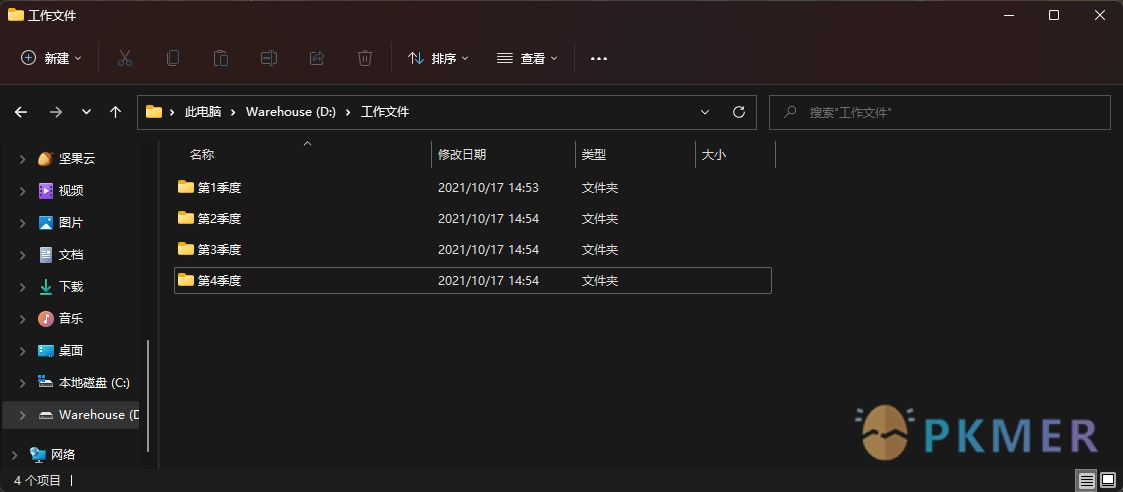 工作文件
新建 排序 查看
此电脑 Warehouse (D:) 工作文件 搜索"工作文件"
名称 修改日期 类型 大小
坚果云
视频
图片
文档
下载
音乐
桌面
本地磁盘 (C:)
Warehouse (D
网络
第1季度 2021/10/17 14:53 文件夹
第2季度 2021/10/17 14:54 文件夹
第3季度 2021/10/17 14:54 文件夹
第4季度 2021/10/17 14:54 文件夹
PKMER
4 个项目